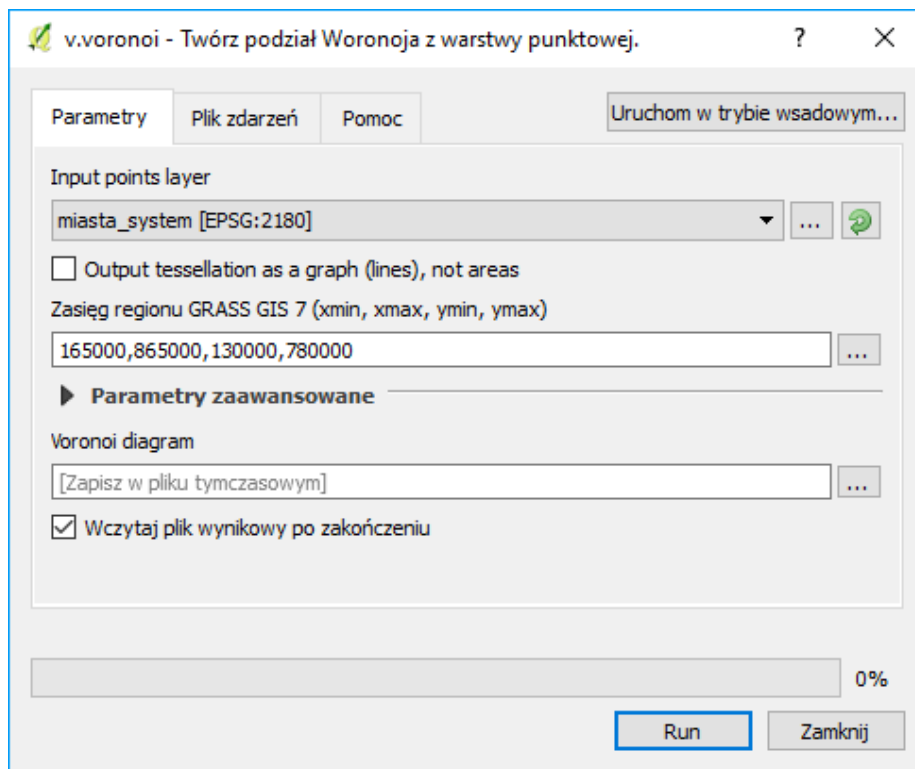 v.voronoi - Twórz podział Woronoja z warstwy punktowej.
Parametry
Plik zdarzeń
Pomoc
Uruchom w trybie wsadowym...
Input points layer
miasta_system [EPSG:2180]
...
Output tessellation as a graph (lines), not areas
Zasięg regionu GRASS GIS 7 (xmin, xmax, ymin, ymax)
165000,865000,130000,780000
...
Parametry zaawansowane
Voronoi diagram
[Zapisz w pliku tymczasowym]
...
Wczytaj plik wynikowy po zakończeniu
0%
Run
Zamknij